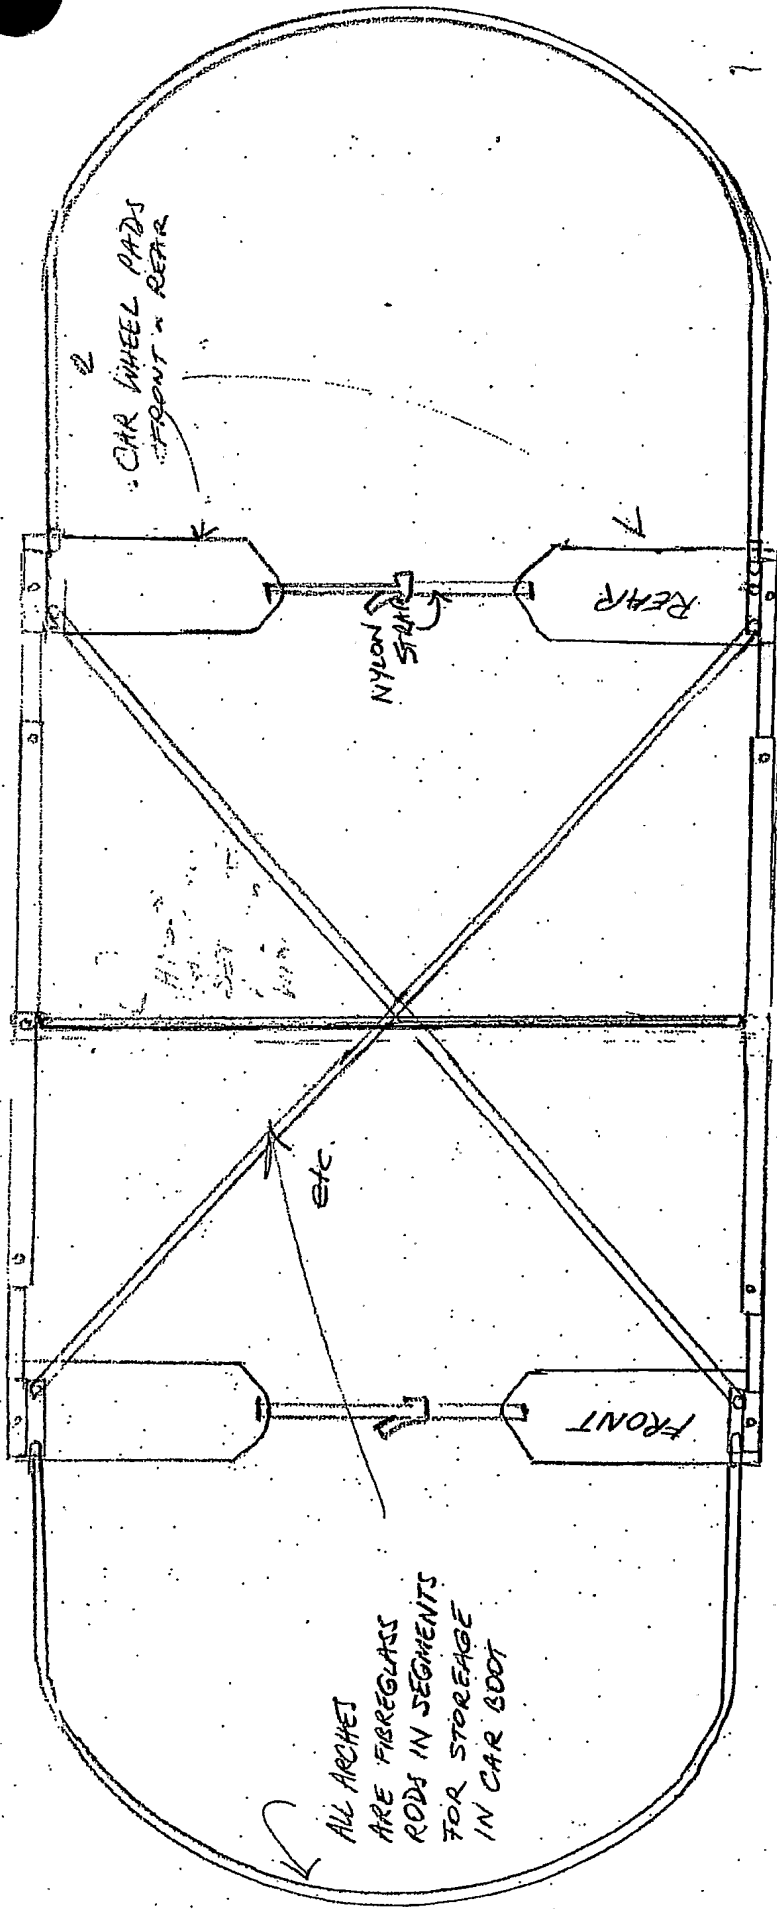 CAR WHEEL PADS
FRONT & REAR
NYLON
STRAP
REAR
etc.
FRONT
ALL ARCHES
ARE FIBREGLASS
RODS IN SEGMENTS
FOR STOREAGE
IN CAR BOOT